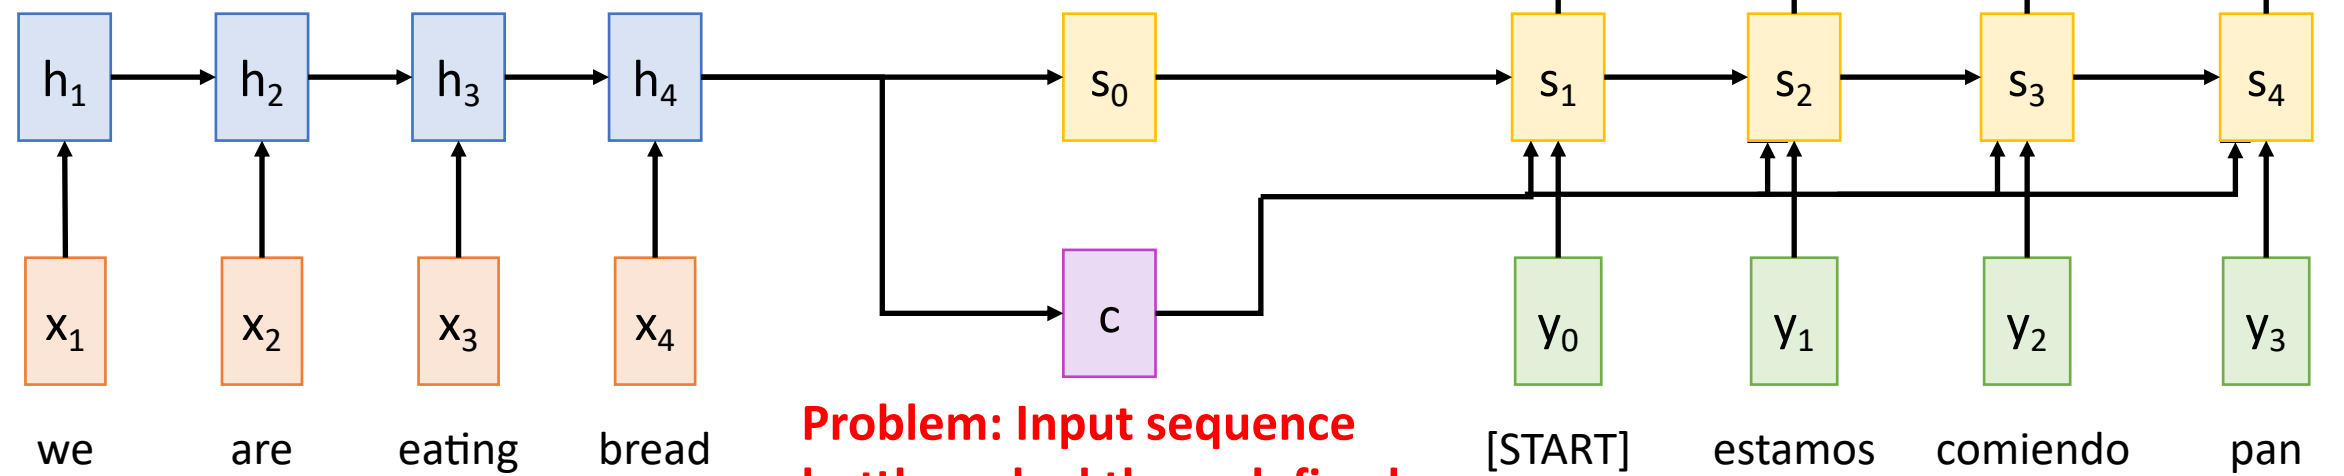 h1 h2 h3 h4 s0 s1 s2 s3 s4
x1 x2 x3 x4 c y0 y1 y2 y3
Problem: Input sequence
we are eating bread [START] estamos comiendo pan